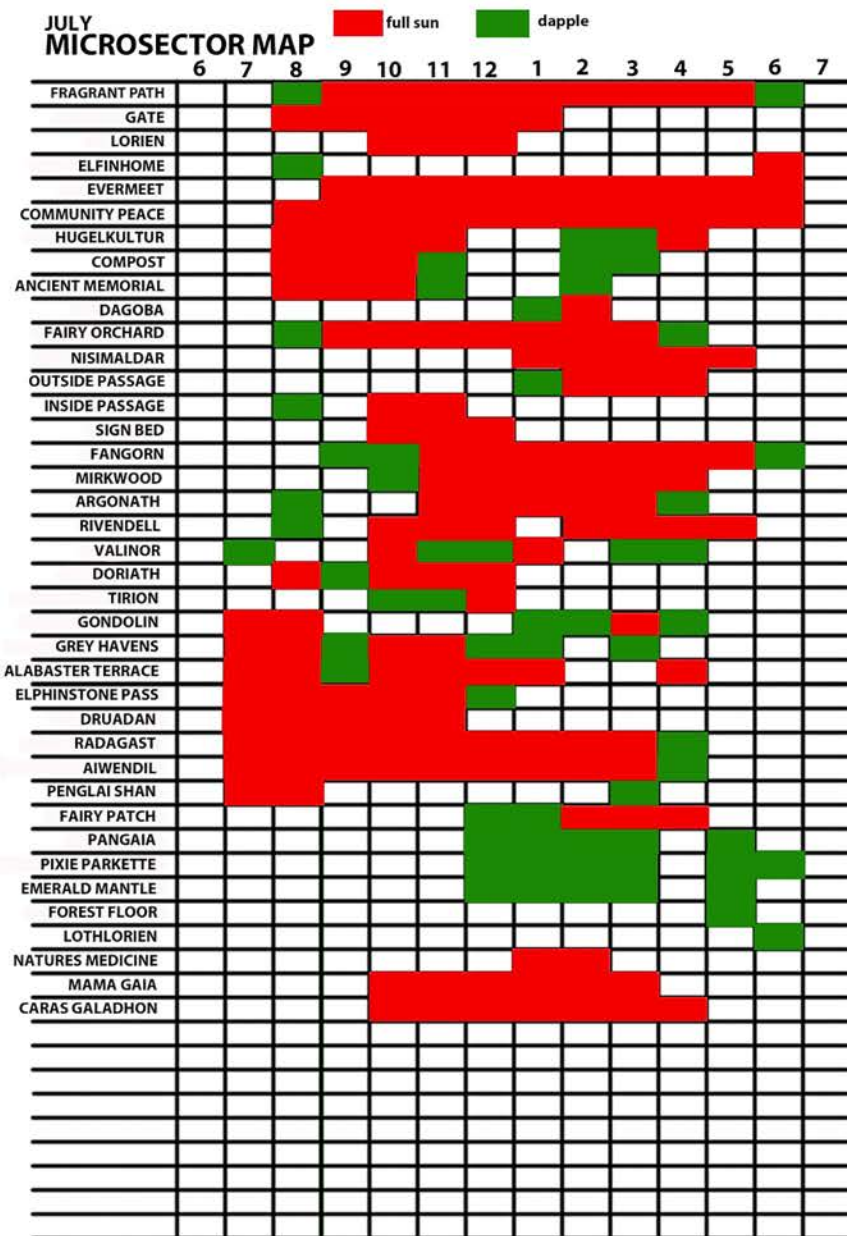 JULY
MICROSECTOR MAP
full sun
dapple
6 7 8 9 10 11 12 1 2 3 4 5 6 7
FRAGRANT PATH
GATE
LORIEN
ELFINHOME
EVERMEET
COMMUNITY PEACE
HUGELKULTUR
COMPOST
ANCIENT MEMORIAL
DAGOBA
FAIRY ORCHARD
NISIMALDAR
OUTSIDE PASSAGE
INSIDE PASSAGE
SIGN BED
FANGORN
MIRKWOOD
ARGONATH
RIVENDELL
VALINOR
DORIATH
TIRION
GONDOLIN
GREY HAVENS
ALABASTER TERRACE
ELPHINSTONE PASS
DRUADAN
RADAGAST
AIWENDIL
PENGLAI SHAN
FAIRY PATCH
PANGAIA
PIXIE PARKETTE
EMERALD MANTLE
FOREST FLOOR
LOTHLORIEN
NATURES MEDICINE
MAMA GAIA
CARAS GALADHON